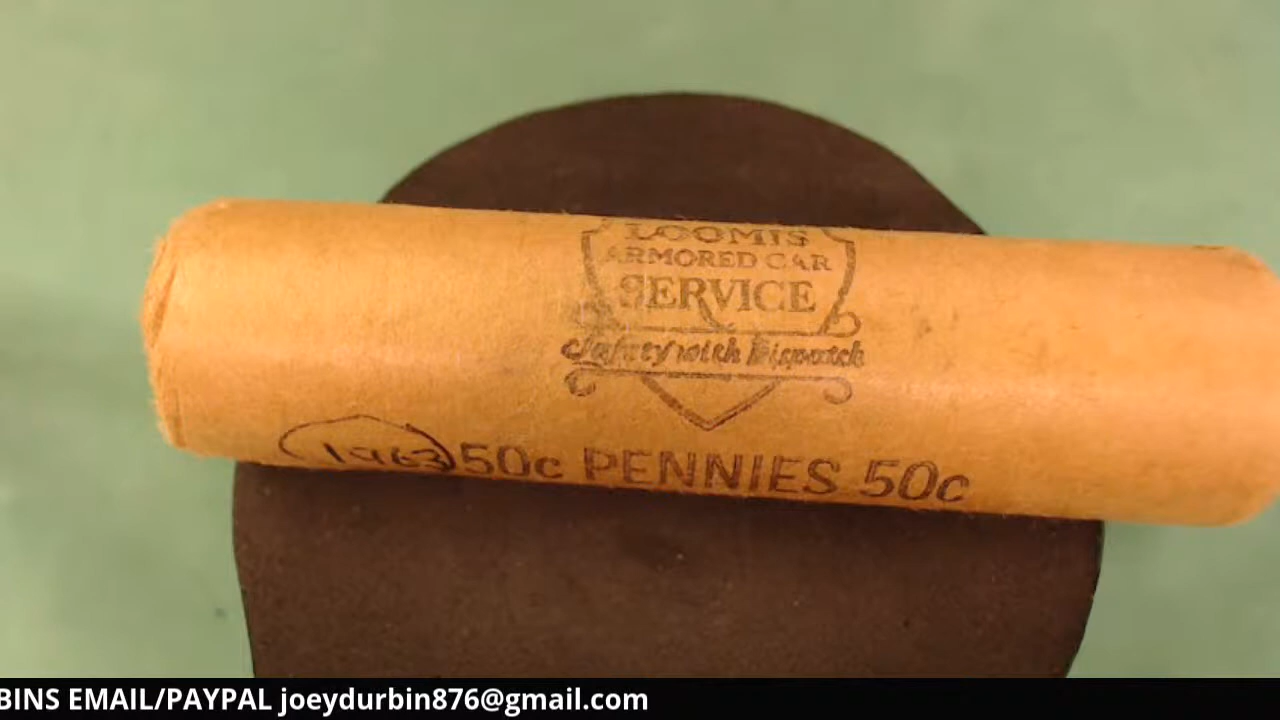 LOOMIS
ARMORED CAR
SERVICE
Safety with Dispatch
1963 50c PENNIES 50c
BINS EMAIL/PAYPAL joeydurbin876@gmail.com